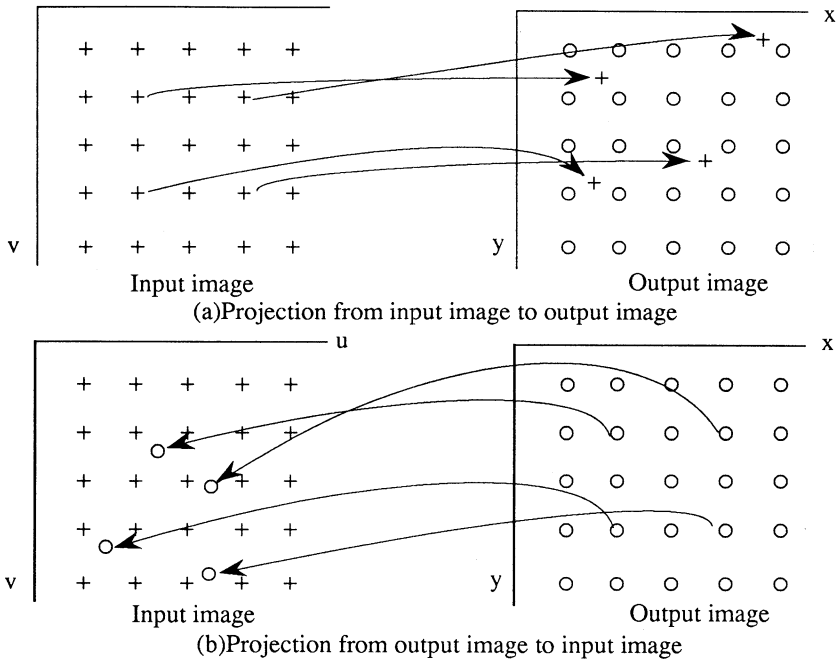 x
v
y
Input image
Output image
(a)Projection from input image to output image
u
x
v
y
Input image
Output image
(b)Projection from output image to input image